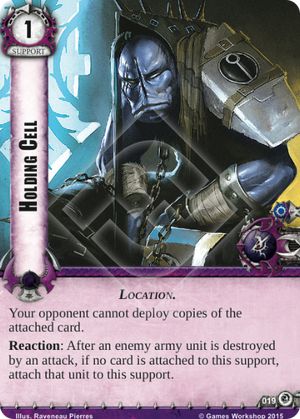 1
SUPPORT
HOLDING CELL
LOCATION.
Your opponent cannot deploy copies of the
attached card.
Reaction: After an enemy army unit is destroyed
by an attack, if no card is attached to this support,
attach that unit to this support.
019
Illus. Raveneau Pierres
© Games Workshop 2015